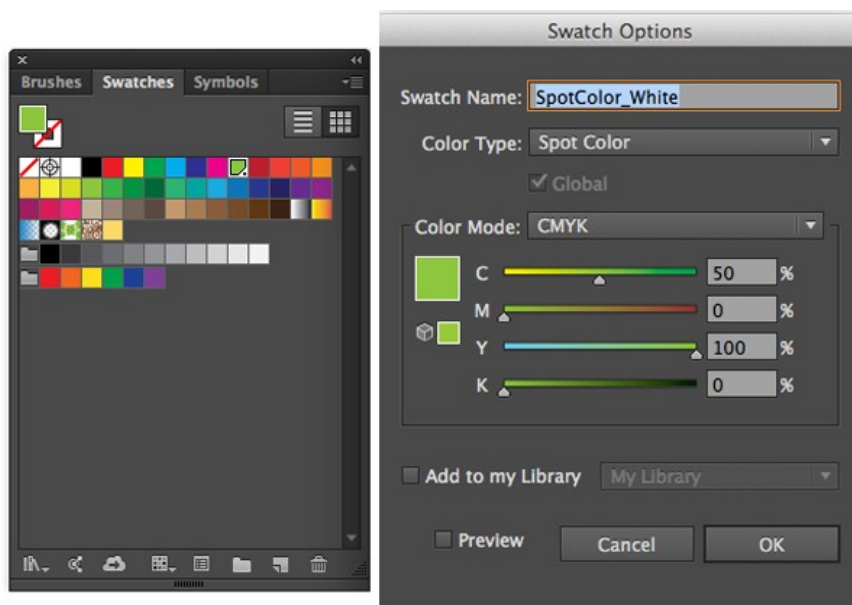 Brushes Swatches Symbols
Swatch Options
Swatch Name: SpotColor_White
Color Type: Spot Color
Global
Color Mode: CMYK
C 50 %
M 0 %
Y 100 %
K 0 %
Add to my Library My Library
Preview Cancel OK